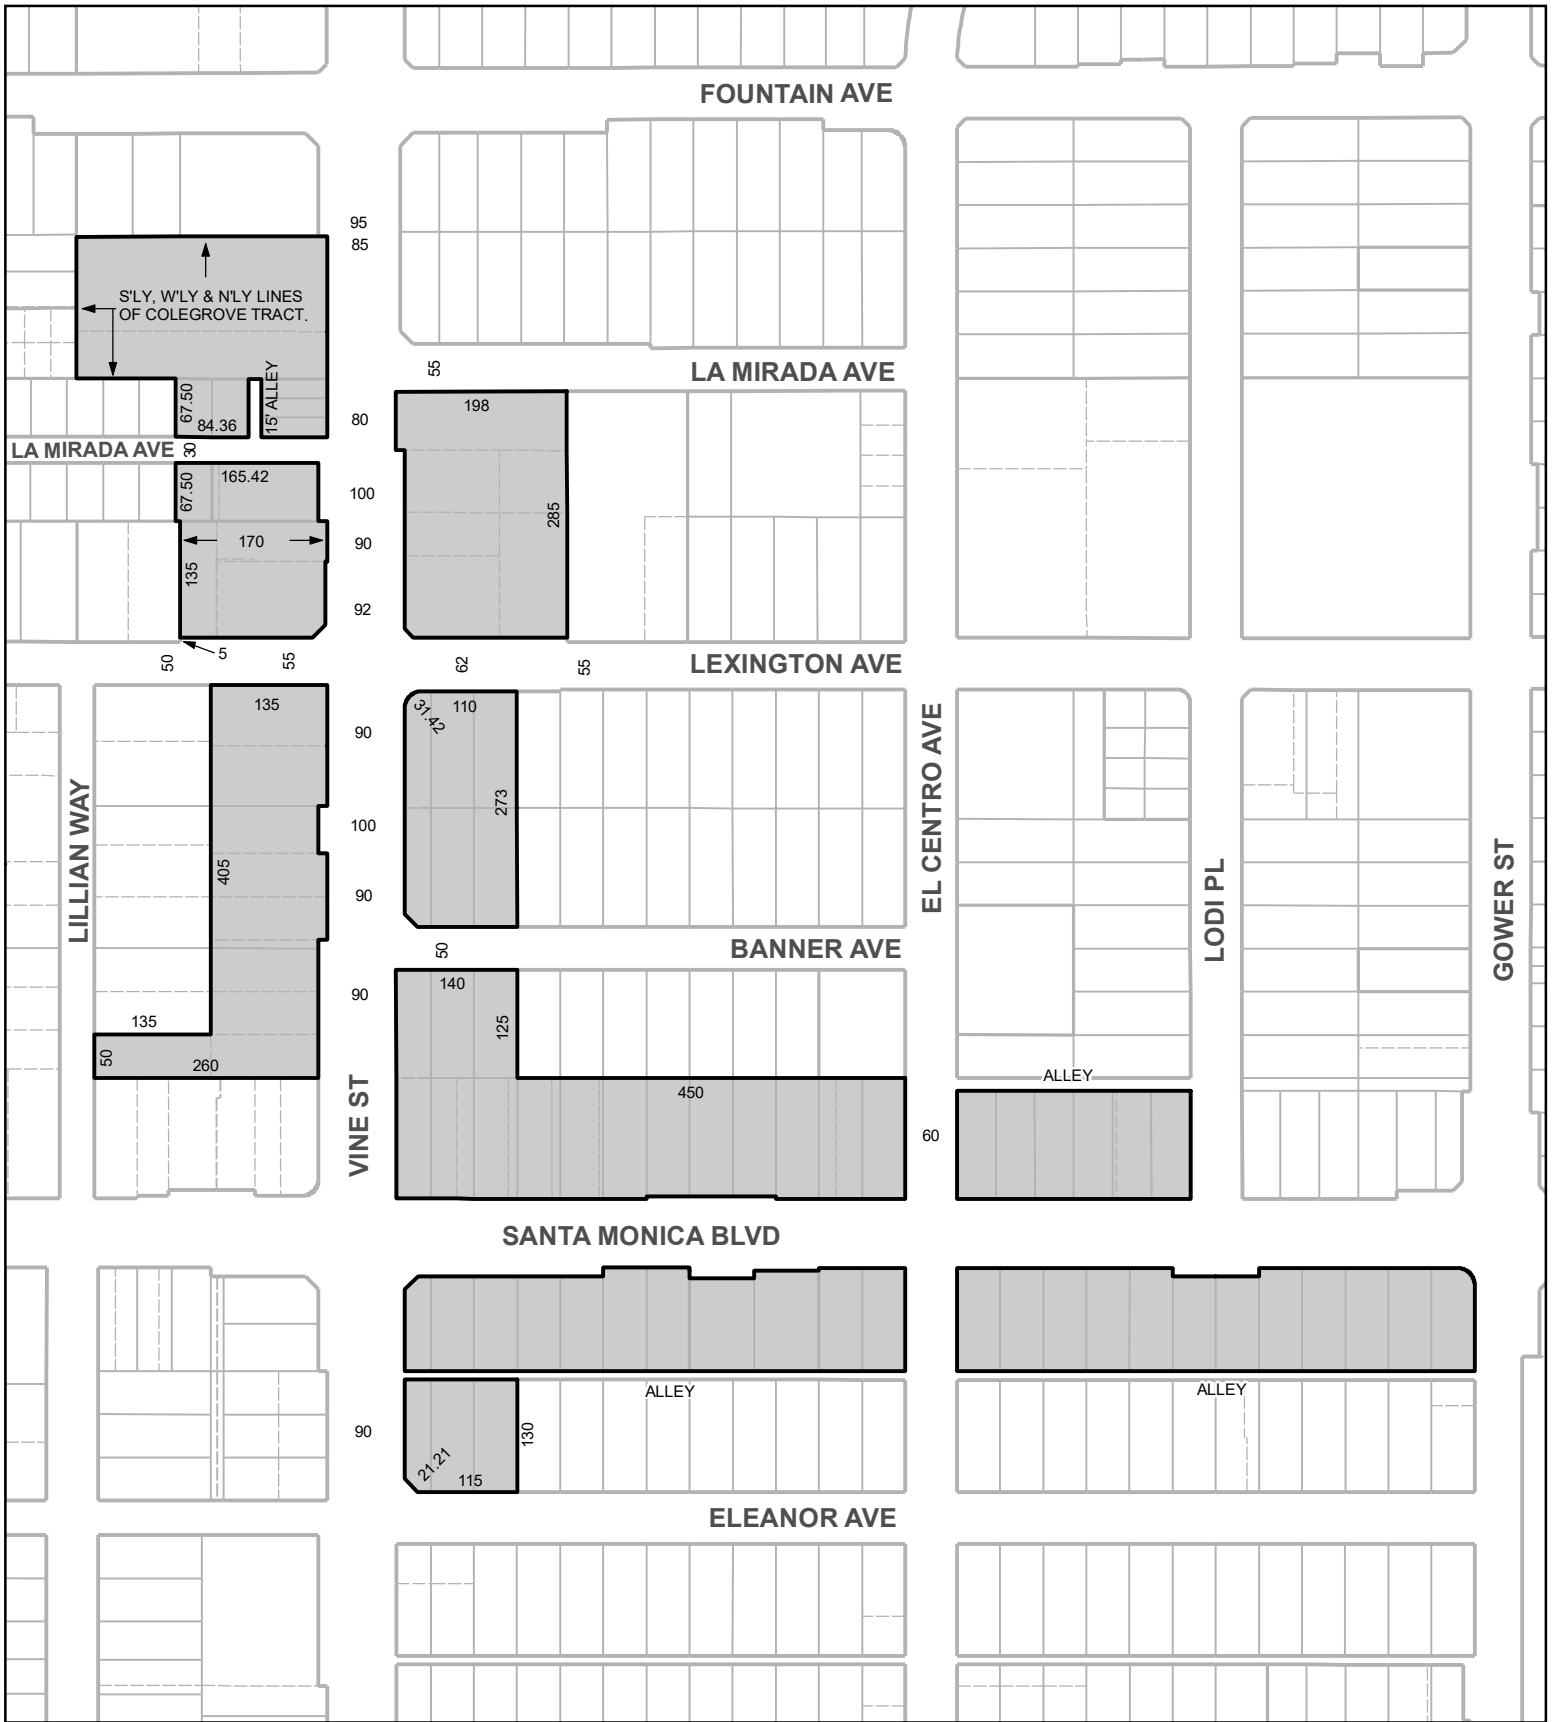 FOUNTAIN AVE
95
85
S'LY, W'LY & N'LY LINES
OF COLEGROVE TRACT.
55
LA MIRADA AVE
67.50
84.36
15' ALLEY
80
198
LA MIRADA AVE
30
67.50
165.42
100
285
170
90
135
92
5
50
55
62
55
LEXINGTON AVE
135
90
31.42
110
273
EL CENTRO AVE
LILLIAN WAY
405
100
90
LODI PL
GOWER ST
50
BANNER AVE
140
90
125
135
50
260
VINE ST
450
ALLEY
60
SANTA MONICA BLVD
ALLEY
ALLEY
90
130
21.21
115
ELEANOR AVE